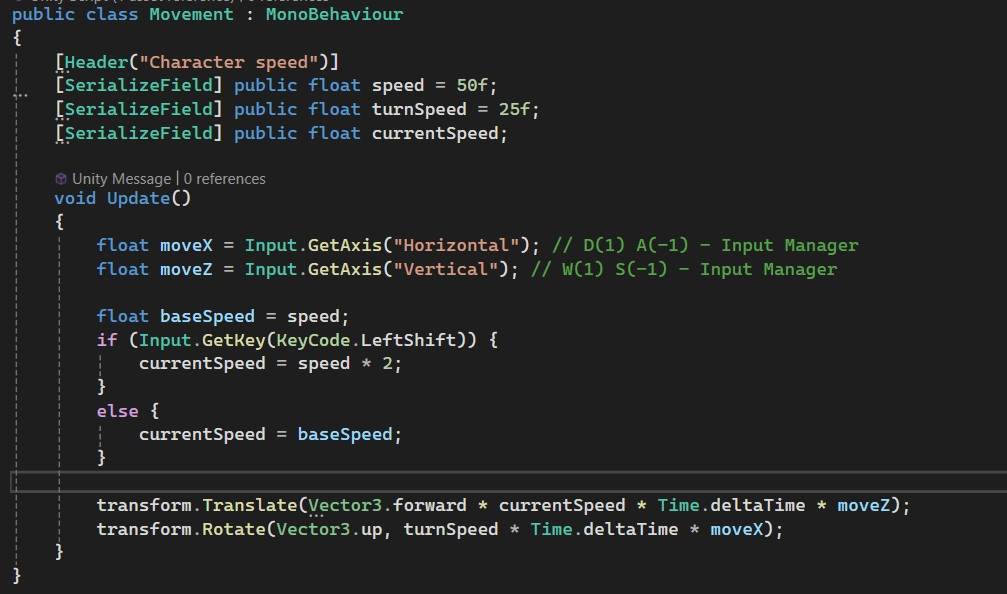 public class Movement : MonoBehaviour
{
[Header("Character speed")]
[SerializeField] public float speed = 50f;
[SerializeField] public float turnSpeed = 25f;
[SerializeField] public float currentSpeed;
Unity Message | 0 references
void Update()
{
float moveX = Input.GetAxis("Horizontal"); // D(1) A(-1) - Input Manager
float moveZ = Input.GetAxis("Vertical"); // W(1) S(-1) - Input Manager
float baseSpeed = speed;
if (Input.GetKey(KeyCode.LeftShift)) {
currentSpeed = speed * 2;
}
else {
currentSpeed = baseSpeed;
}
transform.Translate(Vector3.forward * currentSpeed * Time.deltaTime * moveZ);
transform.Rotate(Vector3.up, turnSpeed * Time.deltaTime * moveX);
}
}